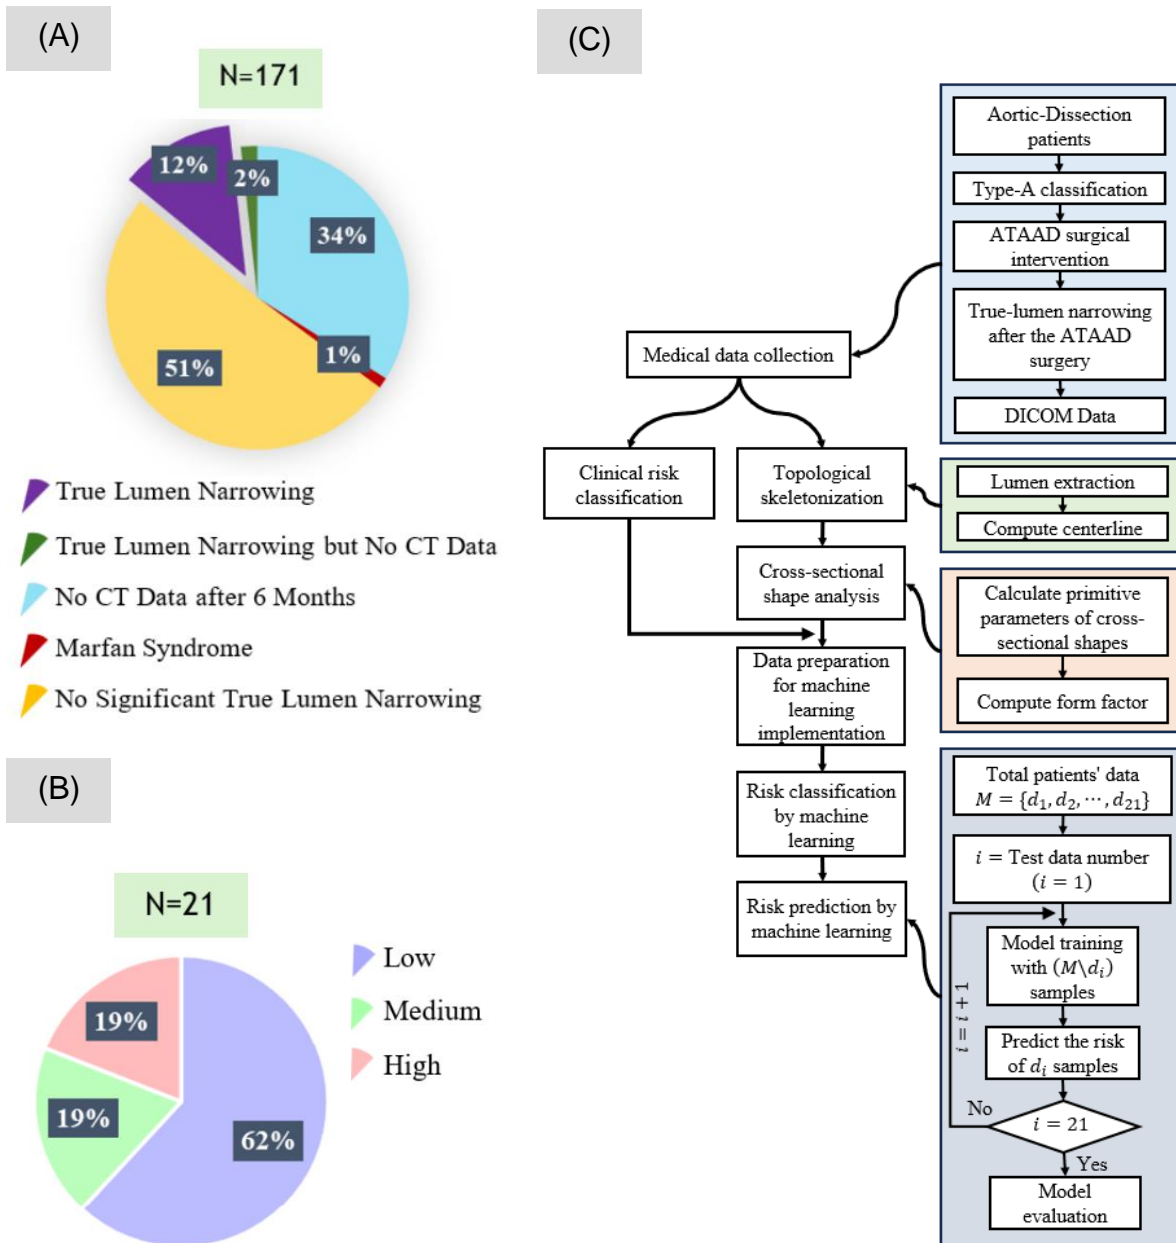 (A)
N=171
12%
2%
34%
1%
51%
True Lumen Narrowing
True Lumen Narrowing but No CT Data
No CT Data after 6 Months
Marfan Syndrome
No Significant True Lumen Narrowing
(B)
N=21
19%
19%
62%
Low
Medium
High
(C)
Aortic-Dissection
patients
Type-A classification
ATAAD surgical
intervention
True-lumen narrowing
after the ATAAD
surgery
DICOM Data
Medical data collection
Clinical risk
classification
Topological
skeletonization
Lumen extraction
Compute centerline
Cross-sectional
shape analysis
Calculate primitive
parameters of cross-
sectional shapes
Compute form factor
Data preparation
for machine
learning
implementation
Risk classification
by machine
learning
Risk prediction by
machine learning
Total patients' data
M = {d₁, d₂, ⋯, d₂₁}
i = Test data number
(i = 1)
Model training
with (M\dᵢ)
samples
Predict the risk
of dᵢ samples
i = i + 1
No
i = 21
Yes
Model
evaluation